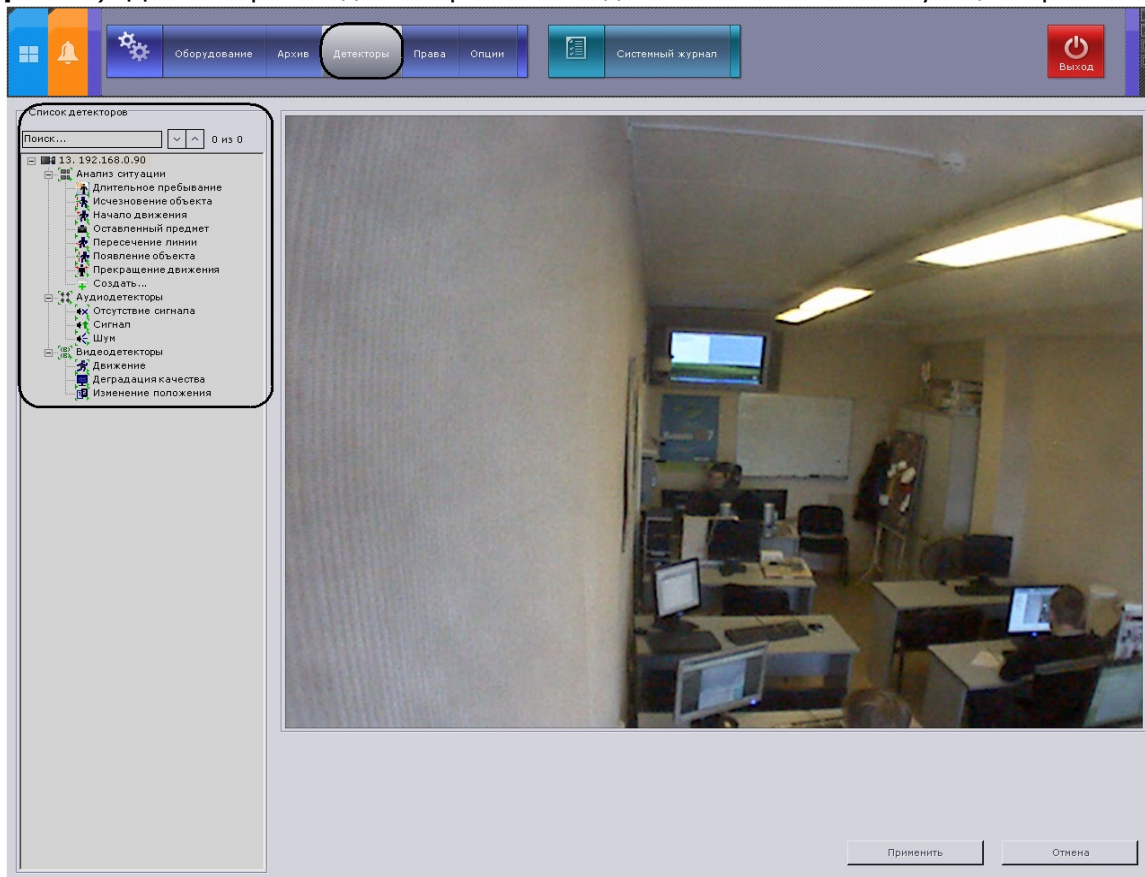 Оборудование
Архив
Детекторы
Права
Опции
Системный журнал
Выход
Список детекторов
Поиск...
0 из 0
13. 192.168.0.90
Анализ ситуации
Длительное пребывание
Исчезновение объекта
Начало движения
Оставленный предмет
Пересечение линии
Появление объекта
Прекращение движения
Создать...
Аудиодетекторы
Отсутствие сигнала
Сигнал
Шум
Видеодетекторы
Движение
Деградация качества
Изменение положения
Применить
Отмена